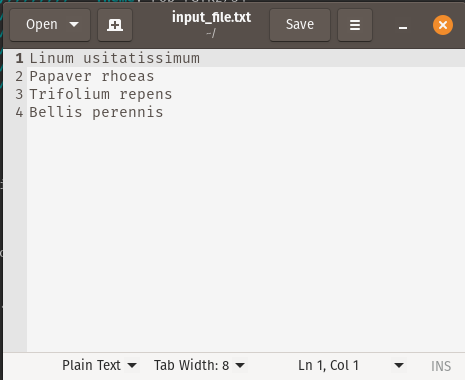 Open
input_file.txt
~/
Save
1 Linum usitatissimum
2 Papaver rhoeas
3 Trifolium repens
4 Bellis perennis
Plain Text Tab Width: 8 Ln 1, Col 1 INS